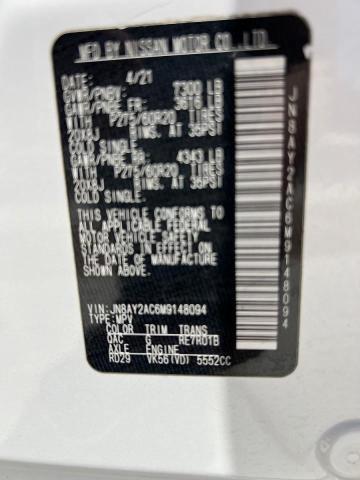 MFD BY NISSAN MOTOR CO., LTD.
DATE: 4/21
GVWR/PNBV: 7300 LB
GAWR/PNBE FR: 3616 LB
WITH P275/60R20 TIRES
20X8J RIMS, AT 35PSI
COLD SINGLE.
GAWR/PNBE RR: 4343 LB
WITH P275/60R20 TIRES
20X8J RIMS, AT 35PSI
COLD SINGLE.
THIS VEHICLE CONFORMS
TO ALL APPLICABLE FEDERAL
MOTOR VEHICLE SAFETY
STANDARDS IN EFFECT
ON THE DATE OF
MANUFACTURE SHOWN
ABOVE.
VIN: JN8AY2AC6M9148094
TYPE: MPV
COLOR TRIM TRANS
QAC G RE7R01B
AXLE ENGINE
RD29 VK56(VD) 5552CC
JN8AY2AC6M9148094